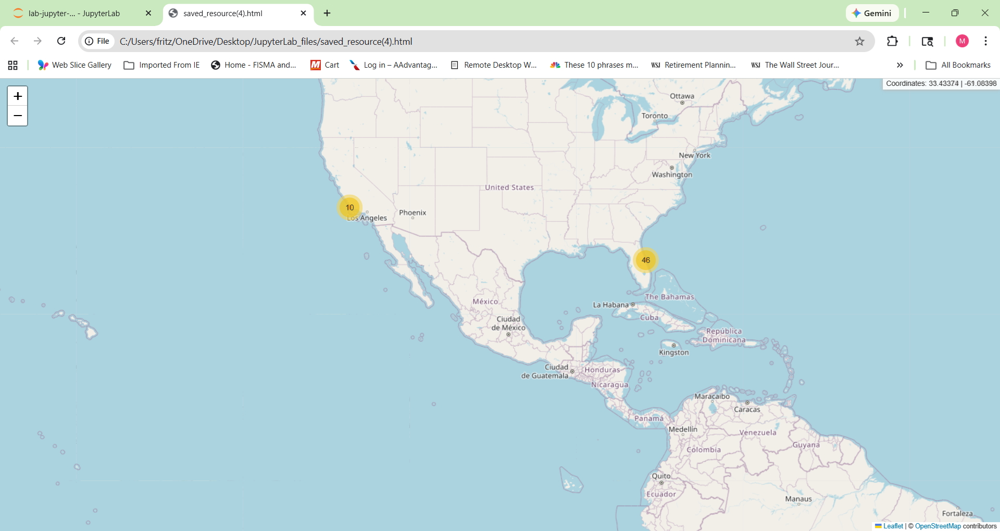 lab-jupyter-... - JupyterLab
saved_resource(4).html
Gemini
File
C:/Users/fritz/OneDrive/Desktop/JupyterLab_files/saved_resource(4).html
M
Web Slice Gallery
Imported From IE
Home - FISMA and...
M Cart
Log in – AAdvantag...
Remote Desktop W...
These 10 phrases m...
WSJ Retirement Plannin...
WSJ The Wall Street Jour...
»
All Bookmarks
+
−
Coordinates: 33.43374 | -61.08398
Ottawa
Toronto
New York
Washington
United States
10
Los Angeles
Phoenix
46
México
The Bahamas
La Habana
Cuba
Ciudad
de México
República
Dominicana
Kingston
Ciudad
de Guatemala
Honduras
Nicaragua
Maracaibo
Caracas
Panamá
Medellín
Venezuela
Colombia
Guyana
Quito
Ecuador
Manaus
Fortaleza
Leaflet | © OpenStreetMap contributors